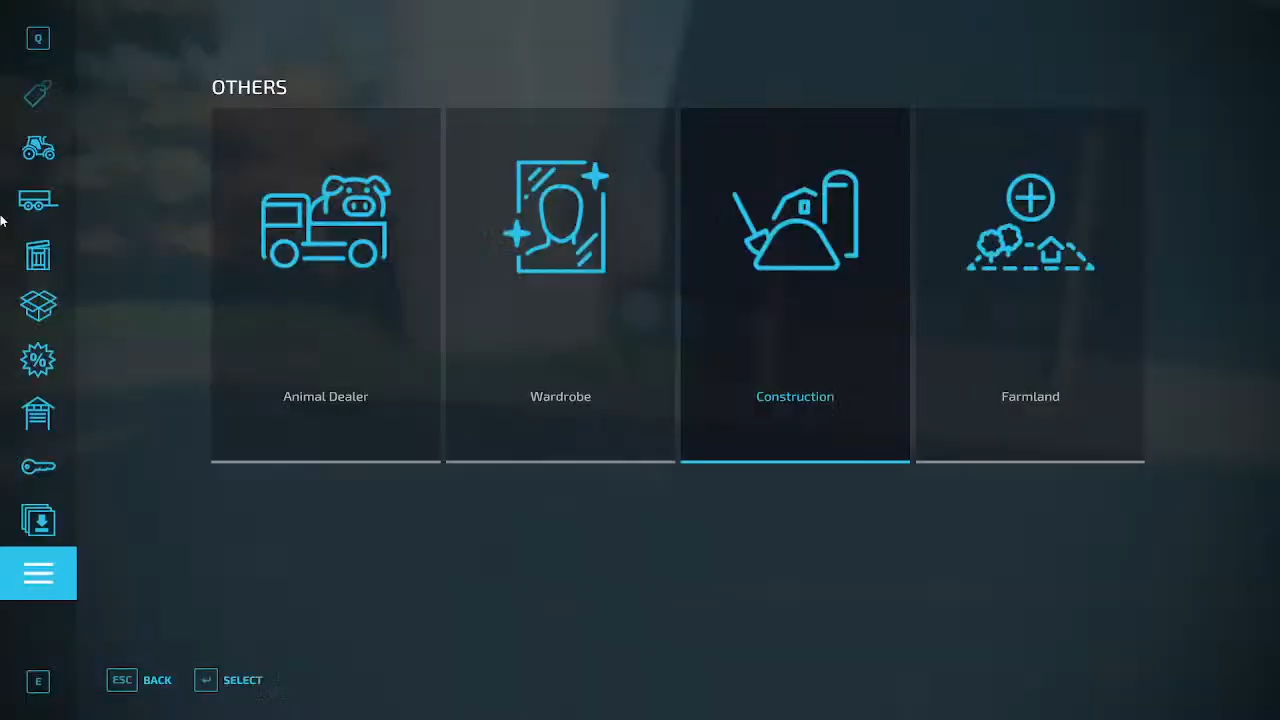 Q
OTHERS
%
Animal Dealer
Wardrobe
Construction
Farmland
E
ESC BACK
SELECT